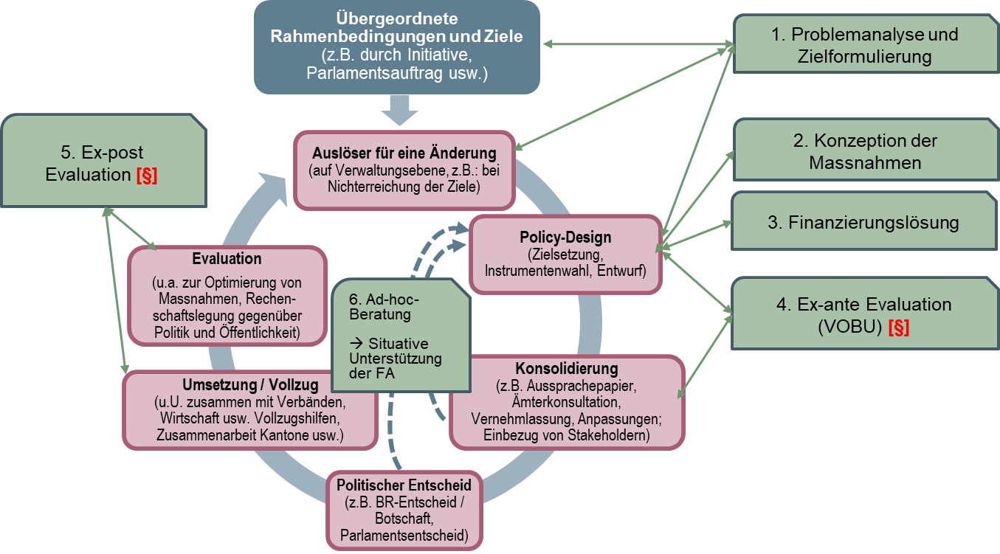 Übergeordnete
Rahmenbedingungen und Ziele
(z.B. durch Initiative,
Parlamentsauftrag usw.)
1. Problemanalyse und
Zielformulierung
5. Ex-post
Evaluation [§]
Auslöser für eine Änderung
(auf Verwaltungsebene, z.B.: bei
Nichterreichung der Ziele)
2. Konzeption der
Massnahmen
3. Finanzierungslösung
Policy-Design
(Zielsetzung,
Instrumentenwahl, Entwurf)
Evaluation
(u.a. zur Optimierung von
Massnahmen, Rechen-
schaftslegung gegenüber
Politik und Öffentlichkeit)
6. Ad-hoc-
Beratung
→ Situative
Unterstützung
der FA
4. Ex-ante Evaluation
(VOBU) [§]
Konsolidierung
(z.B. Aussprachepapier,
Ämterkonsultation,
Vernehmlassung, Anpassungen;
Einbezug von Stakeholdern)
Umsetzung / Vollzug
(u.U. zusammen mit Verbänden,
Wirtschaft usw. Vollzugshilfen,
Zusammenarbeit Kantone usw.)
Politischer Entscheid
(z.B. BR-Entscheid /
Botschaft,
Parlamentsentscheid)